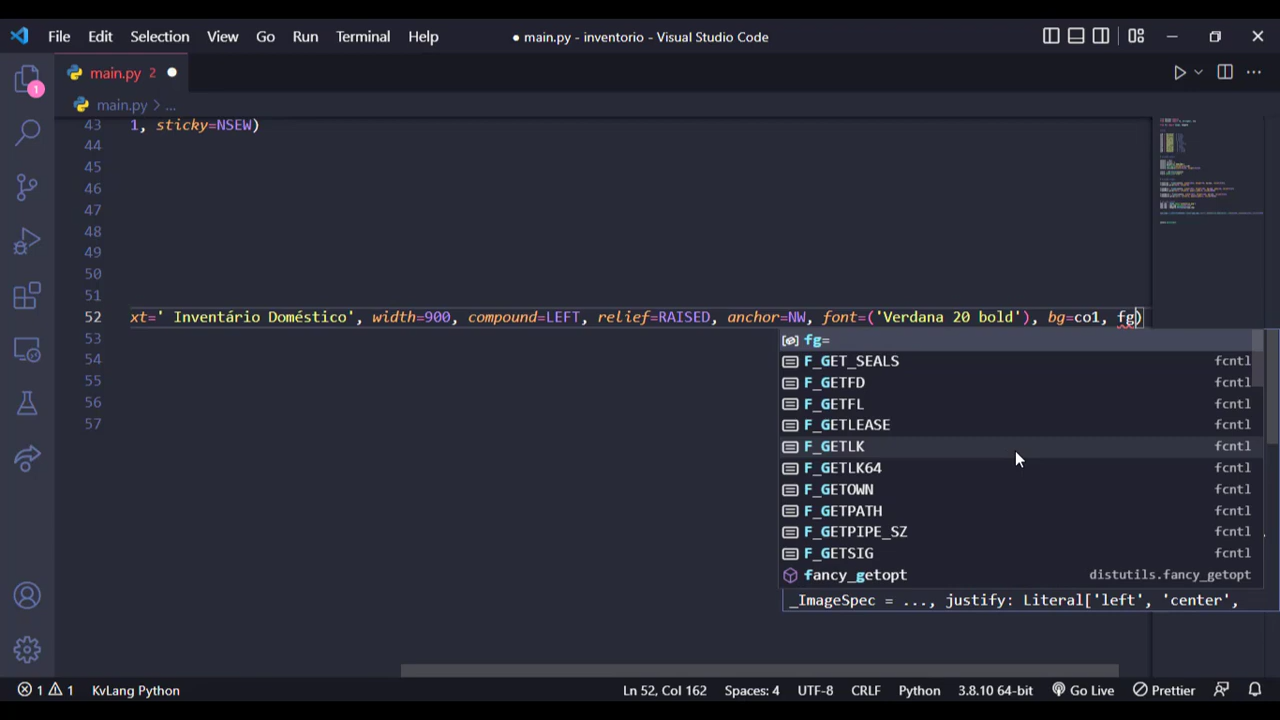 File Edit Selection View Go Run Terminal Help ● main.py - inventorio - Visual Studio Code
main.py 2
1
main.py > ...
43 1, sticky=NSEW)
44
45
46
47
48
49
50
51
52 xt=' Inventário Doméstico', width=900, compound=LEFT, relief=RAISED, anchor=NW, font=('Verdana 20 bold'), bg=co1, fg)
53
54
55
56
57
fg=
F_GET_SEALS fcntl
F_GETFD fcntl
F_GETFL fcntl
F_GETLEASE fcntl
F_GETLK fcntl
F_GETLK64 fcntl
F_GETOWN fcntl
F_GETPATH fcntl
F_GETPIPE_SZ fcntl
F_GETSIG fcntl
fancy_getopt distutils.fancy_getopt
_ImageSpec = ..., justify: Literal['left', 'center',
1 1 KvLang Python Ln 52, Col 162 Spaces: 4 UTF-8 CRLF Python 3.8.10 64-bit Go Live Prettier